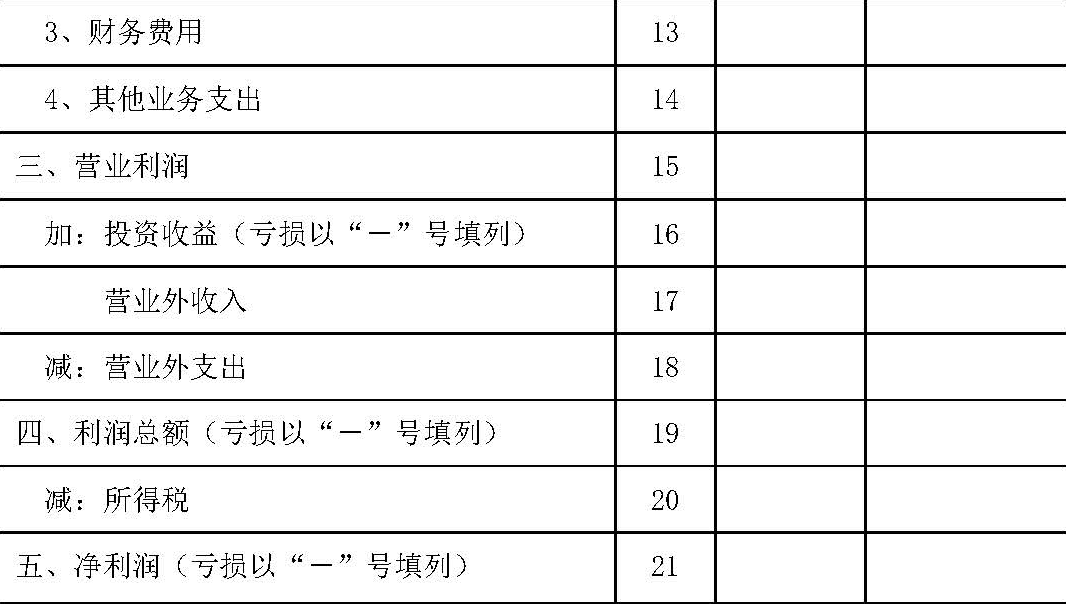 3、财务费用 13
4、其他业务支出 14
三、营业利润 15
加：投资收益（亏损以“－”号填列） 16
营业外收入 17
减：营业外支出 18
四、利润总额（亏损以“－”号填列） 19
减：所得税 20
五、净利润（亏损以“－”号填列） 21